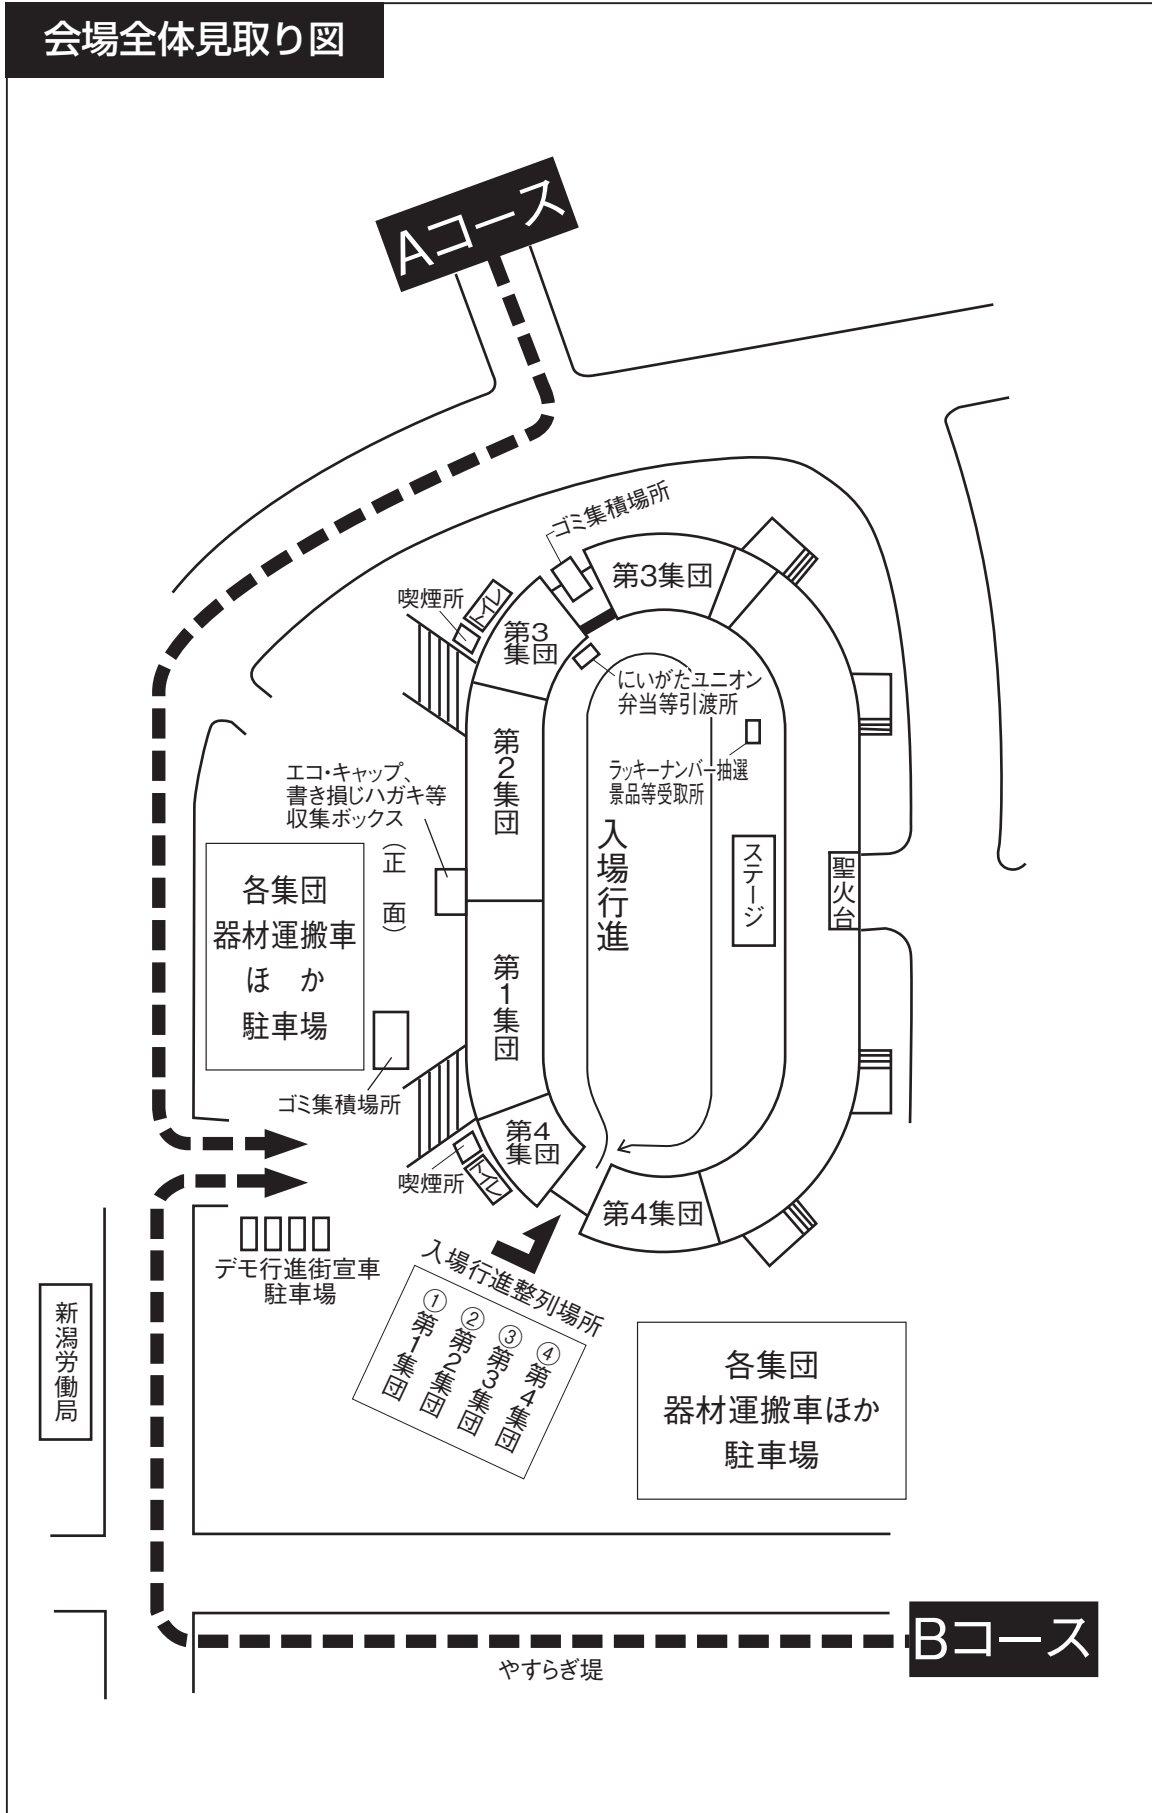 会場全体見取り図
Aコース
ゴミ集積場所
第3集団
喫煙所
トイレ
第3
集団
にいがたユニオン
弁当等引渡所
第2集団
ラッキーナンバー抽選
景品等受取所
エコ・キャップ、
書き損じハガキ等
収集ボックス
(正面)
入場行進
ステージ
聖火台
各集団
器材運搬車
ほか
駐車場
第1集団
ゴミ集積場所
第4
集団
喫煙所
トイレ
第4集団
デモ行進街宣車
駐車場
入場行進整列場所
①第1集団
②第2集団
③第3集団
④第4集団
新潟労働局
各集団
器材運搬車ほか
駐車場
Bコース
やすらぎ堤